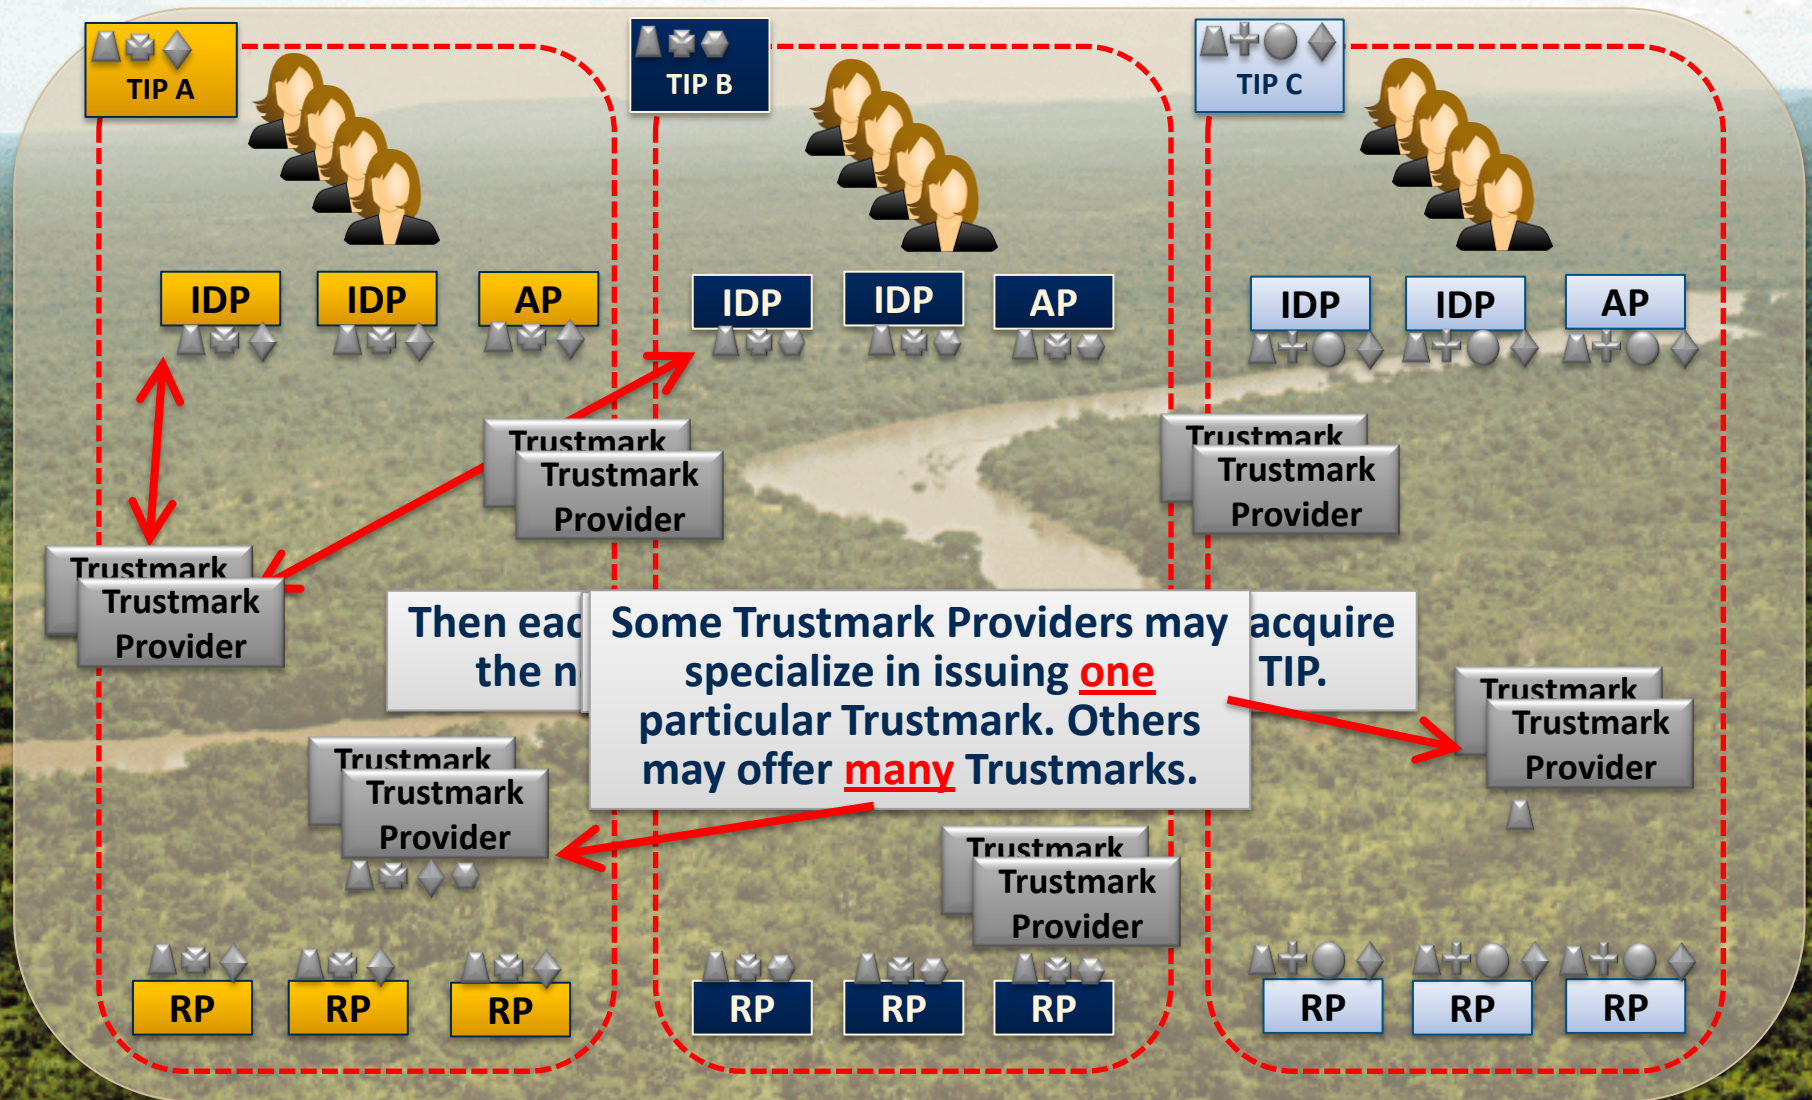 TIP A
TIP B
TIP C
IDP
IDP
AP
IDP
IDP
AP
IDP
IDP
AP
Trustmark
Trustmark
Provider
Trustmark
Trustmark
Provider
Trustmark
Trustmark
Provider
Then
the
Some Trustmark Providers may
specialize in issuing one
particular Trustmark. Others
may offer many Trustmarks.
acquire
TIP.
Trustmark
Trustmark
Provider
Trustmark
Trustmark
Provider
Trustmark
Trustmark
Provider
RP
RP
RP
RP
RP
RP
RP
RP
RP